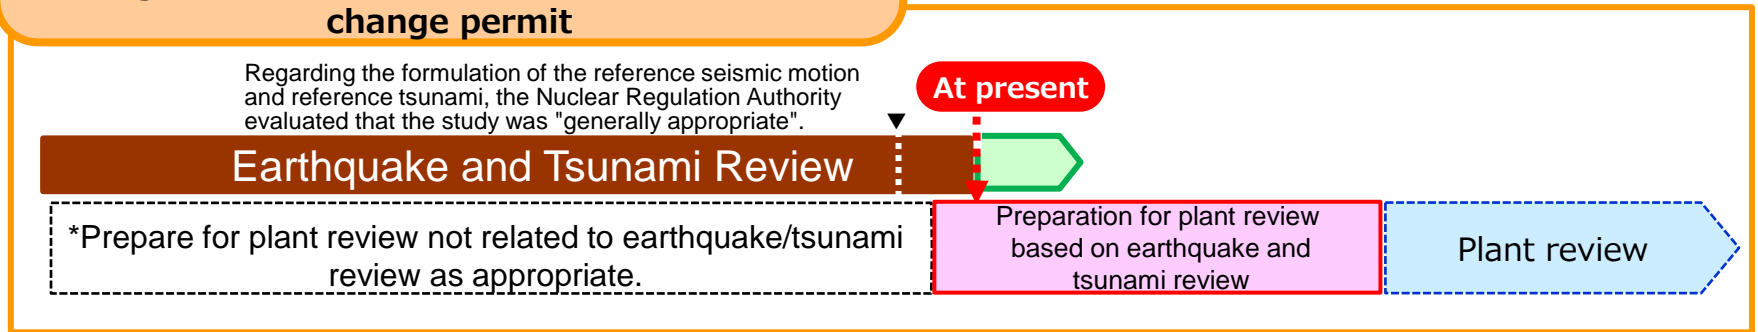 change permit
Regarding the formulation of the reference seismic motion
and reference tsunami, the Nuclear Regulation Authority
evaluated that the study was "generally appropriate".
At present
Earthquake and Tsunami Review
*Prepare for plant review not related to earthquake/tsunami
review as appropriate.
Preparation for plant review
based on earthquake and
tsunami review
Plant review